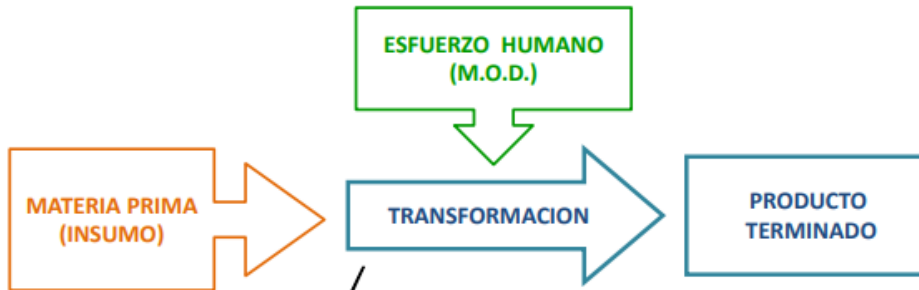 ESFUERZO HUMANO
(M.O.D.)
MATERIA PRIMA
(INSUMO)
TRANSFORMACION
PRODUCTO
TERMINADO